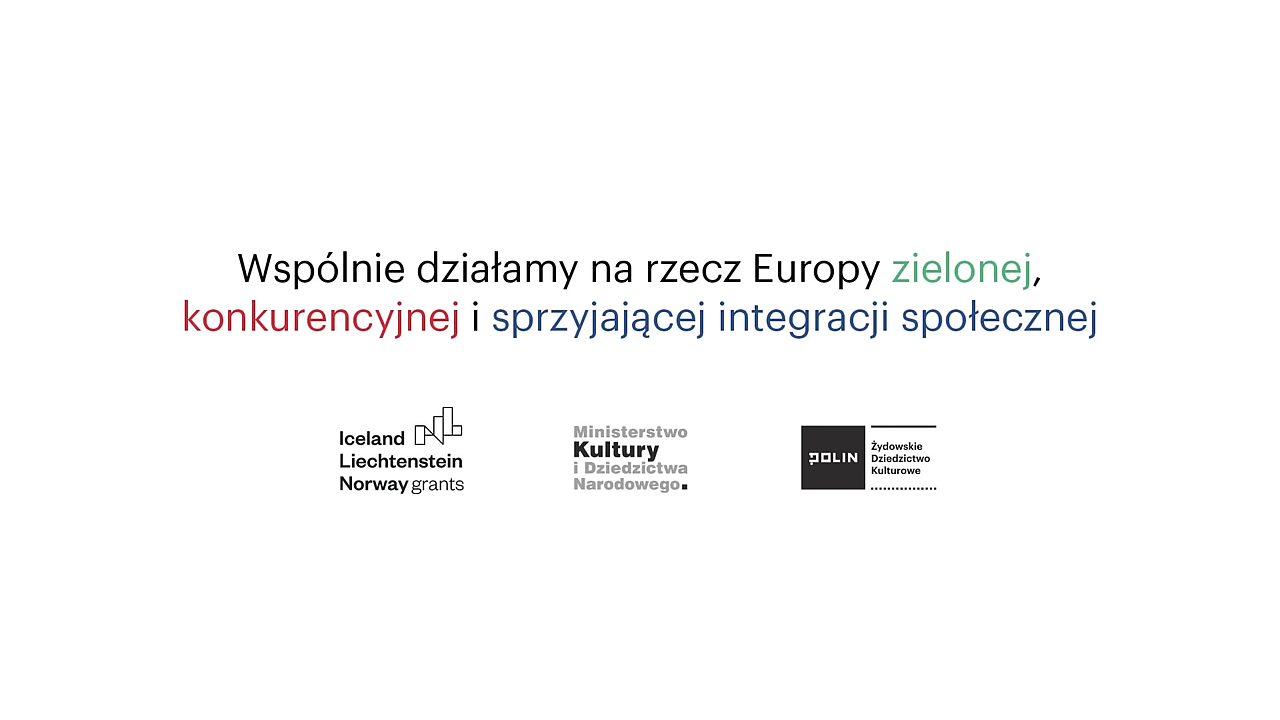 Wspólnie działamy na rzecz Europy zielonej,
konkurencyjnej i sprzyjającej integracji społecznej
Iceland
Liechtenstein
Norway grants
Ministerstwo
Kultury
i Dziedzictwa
Narodowego.
POLIN
Żydowskie
Dziedzictwo
Kulturowe